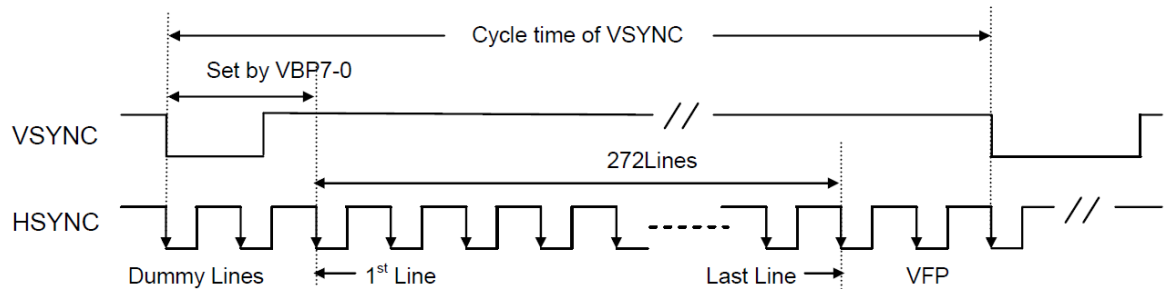 Cycle time of VSYNC
Set by VBP7-0
VSYNC
272Lines
HSYNC
Dummy Lines
1st Line
Last Line
VFP